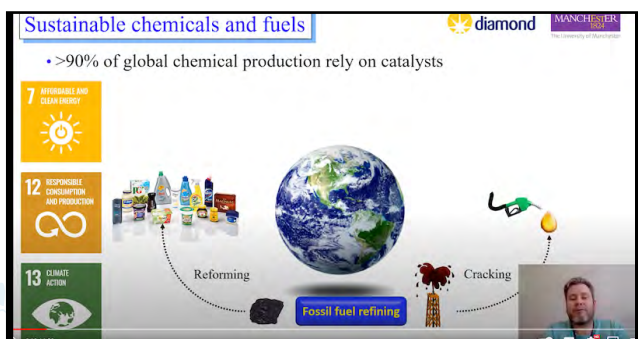 Sustainable chemicals and fuels
diamond
MANCHESTER
1824
The University of Manchester
• >90% of global chemical production rely on catalysts
7 AFFORDABLE AND
CLEAN ENERGY
12 RESPONSIBLE
CONSUMPTION
AND PRODUCTION
13 CLIMATE
ACTION
Reforming
Cracking
Fossil fuel refining